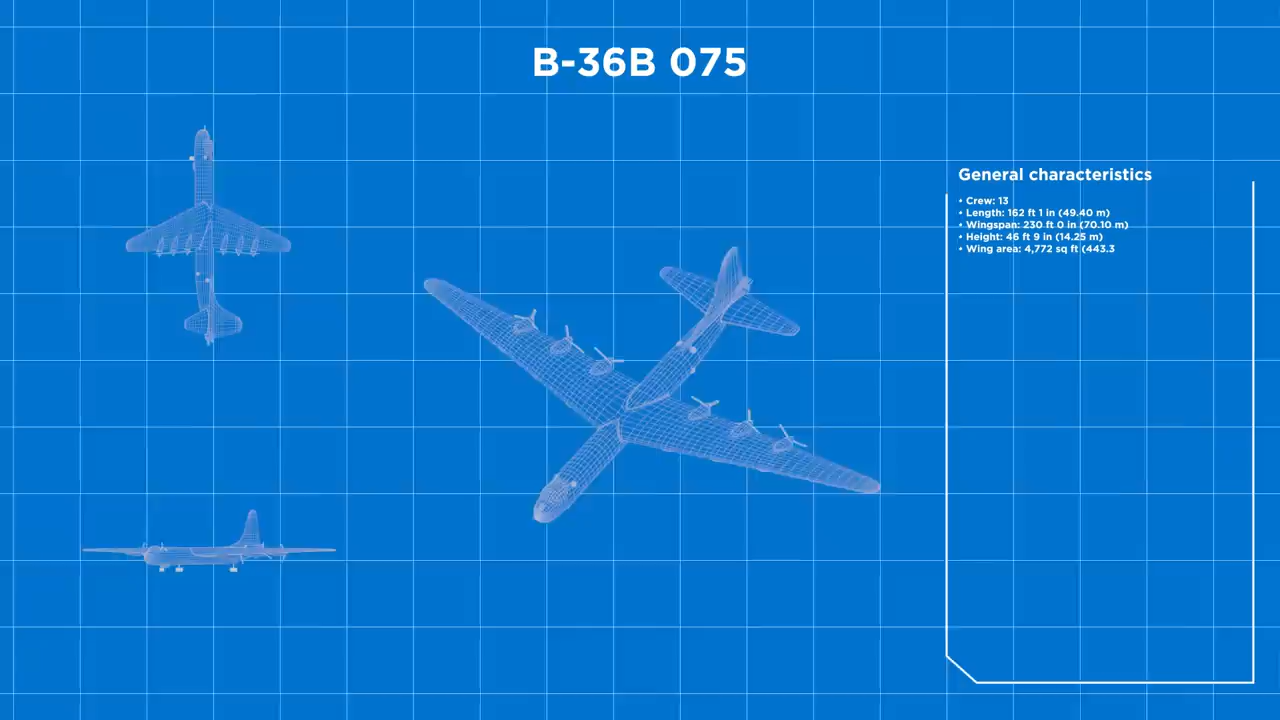 B-36B 075
General characteristics
• Crew: 13
• Length: 162 ft 1 in (49.40 m)
• Wingspan: 230 ft 0 in (70.10 m)
• Height: 46 ft 9 in (14.25 m)
• Wing area: 4,772 sq ft (443.3